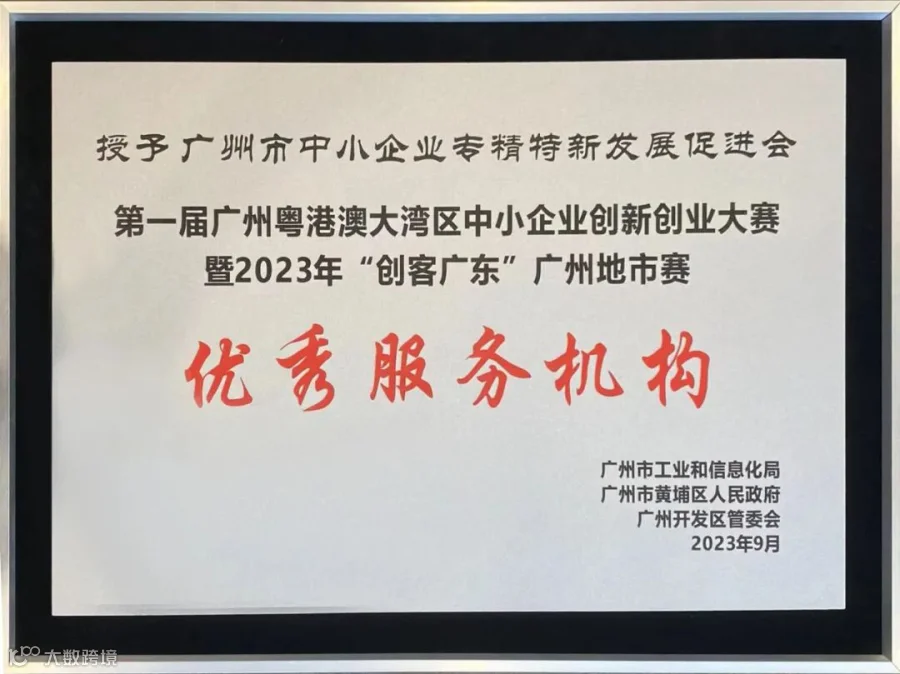 授予 广州市中小企业专精特新发展促进会
第一届广州粤港澳大湾区中小企业创新创业大赛
暨2023年“创客广东”广州地市赛
优秀服务机构
广州市工业和信息化局
广州市黄埔区人民政府
广州开发区管委会
2023年9月
大数跨境